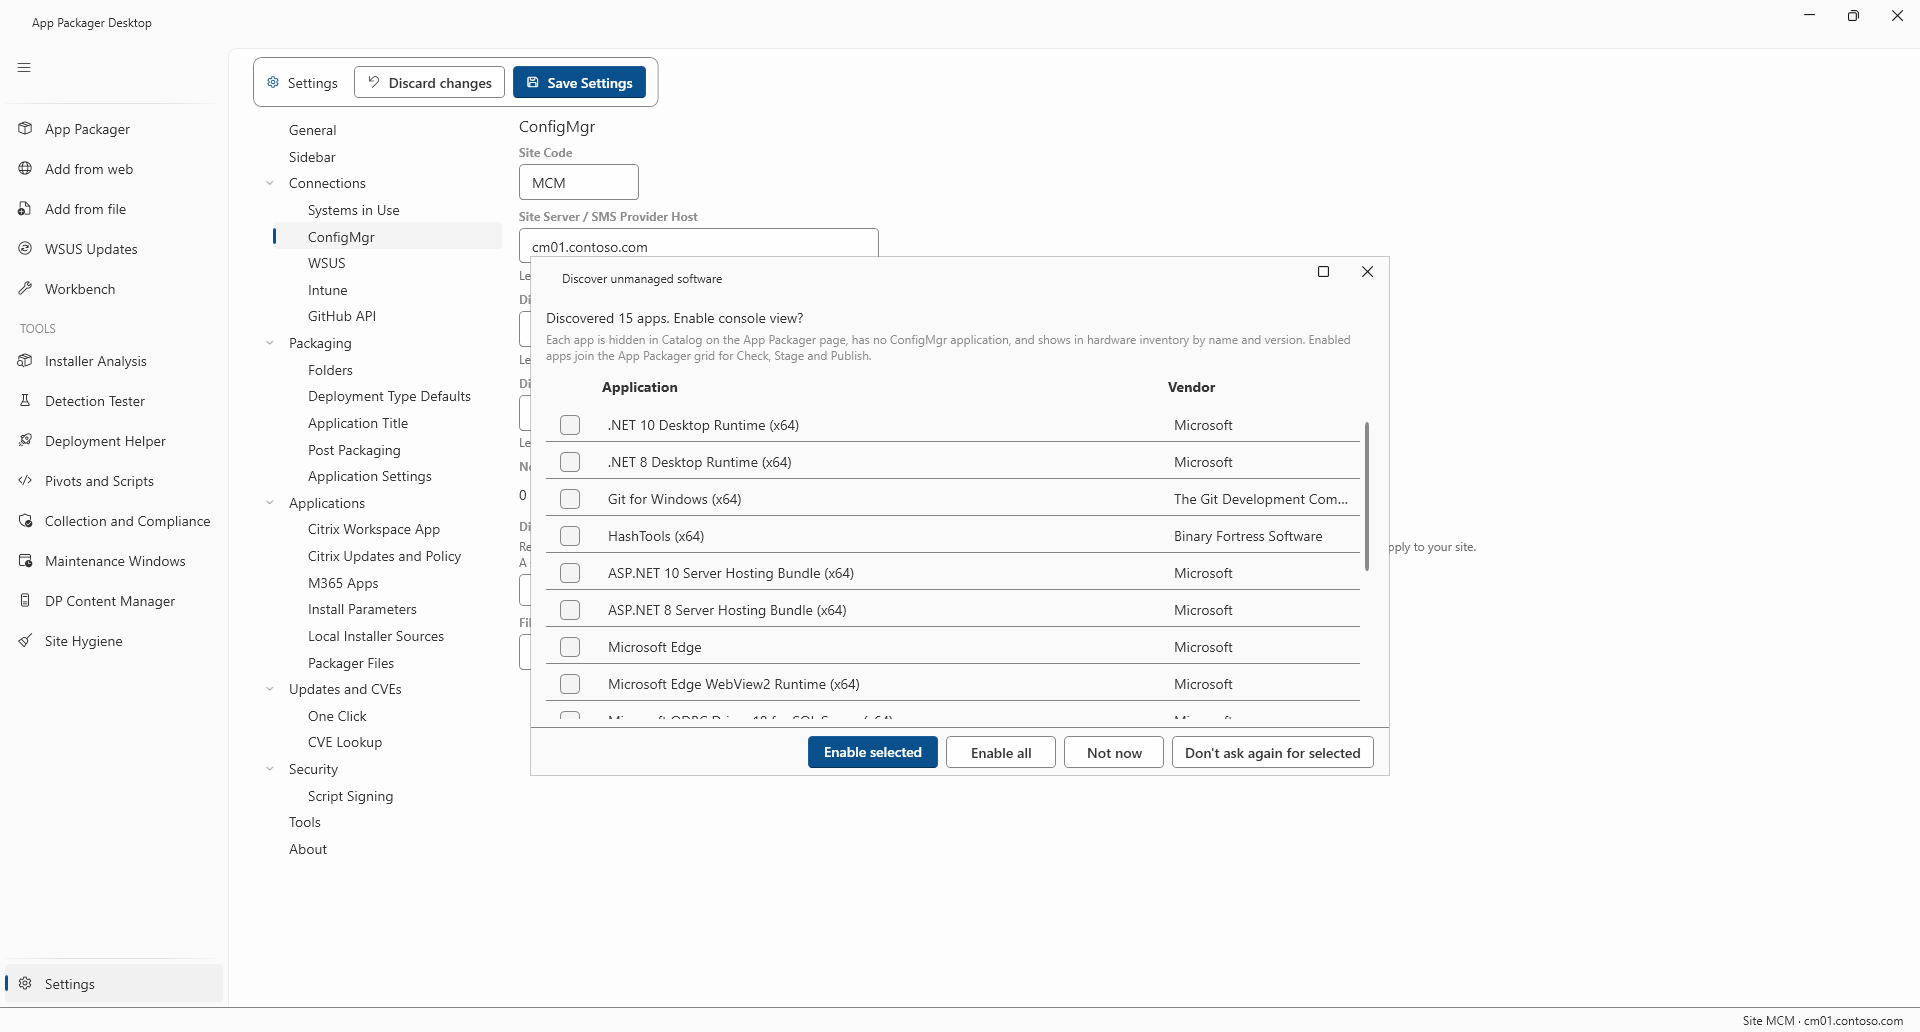 App Packager Desktop
Settings
Discard changes
Save Settings
App Packager
Add from web
Add from file
WSUS Updates
Workbench
TOOLS
Installer Analysis
Detection Tester
Deployment Helper
Pivots and Scripts
Collection and Compliance
Maintenance Windows
DP Content Manager
Site Hygiene
Settings
General
Sidebar
Connections
Systems in Use
ConfigMgr
WSUS
Intune
GitHub API
Packaging
Folders
Deployment Type Defaults
Application Title
Post Packaging
Application Settings
Applications
Citrix Workspace App
Citrix Updates and Policy
M365 Apps
Install Parameters
Local Installer Sources
Packager Files
Updates and CVEs
One Click
CVE Lookup
Security
Script Signing
Tools
About
ConfigMgr
Site Code
MCM
Site Server / SMS Provider Host
cm01.contoso.com
0
to your site.
Discover unmanaged software
Discovered 15 apps. Enable console view?
Each app is hidden in Catalog on the App Packager page, has no ConfigMgr application, and shows in hardware inventory by name and version. Enabled
apps join the App Packager grid for Check, Stage and Publish.
Application Vendor
.NET 10 Desktop Runtime (x64) Microsoft
.NET 8 Desktop Runtime (x64) Microsoft
Git for Windows (x64) The Git Development Com...
HashTools (x64) Binary Fortress Software
ASP.NET 10 Server Hosting Bundle (x64) Microsoft
ASP.NET 8 Server Hosting Bundle (x64) Microsoft
Microsoft Edge Microsoft
Microsoft Edge WebView2 Runtime (x64) Microsoft
Enable selected
Enable all
Not now
Don't ask again for selected
Site MCM · cm01.contoso.com